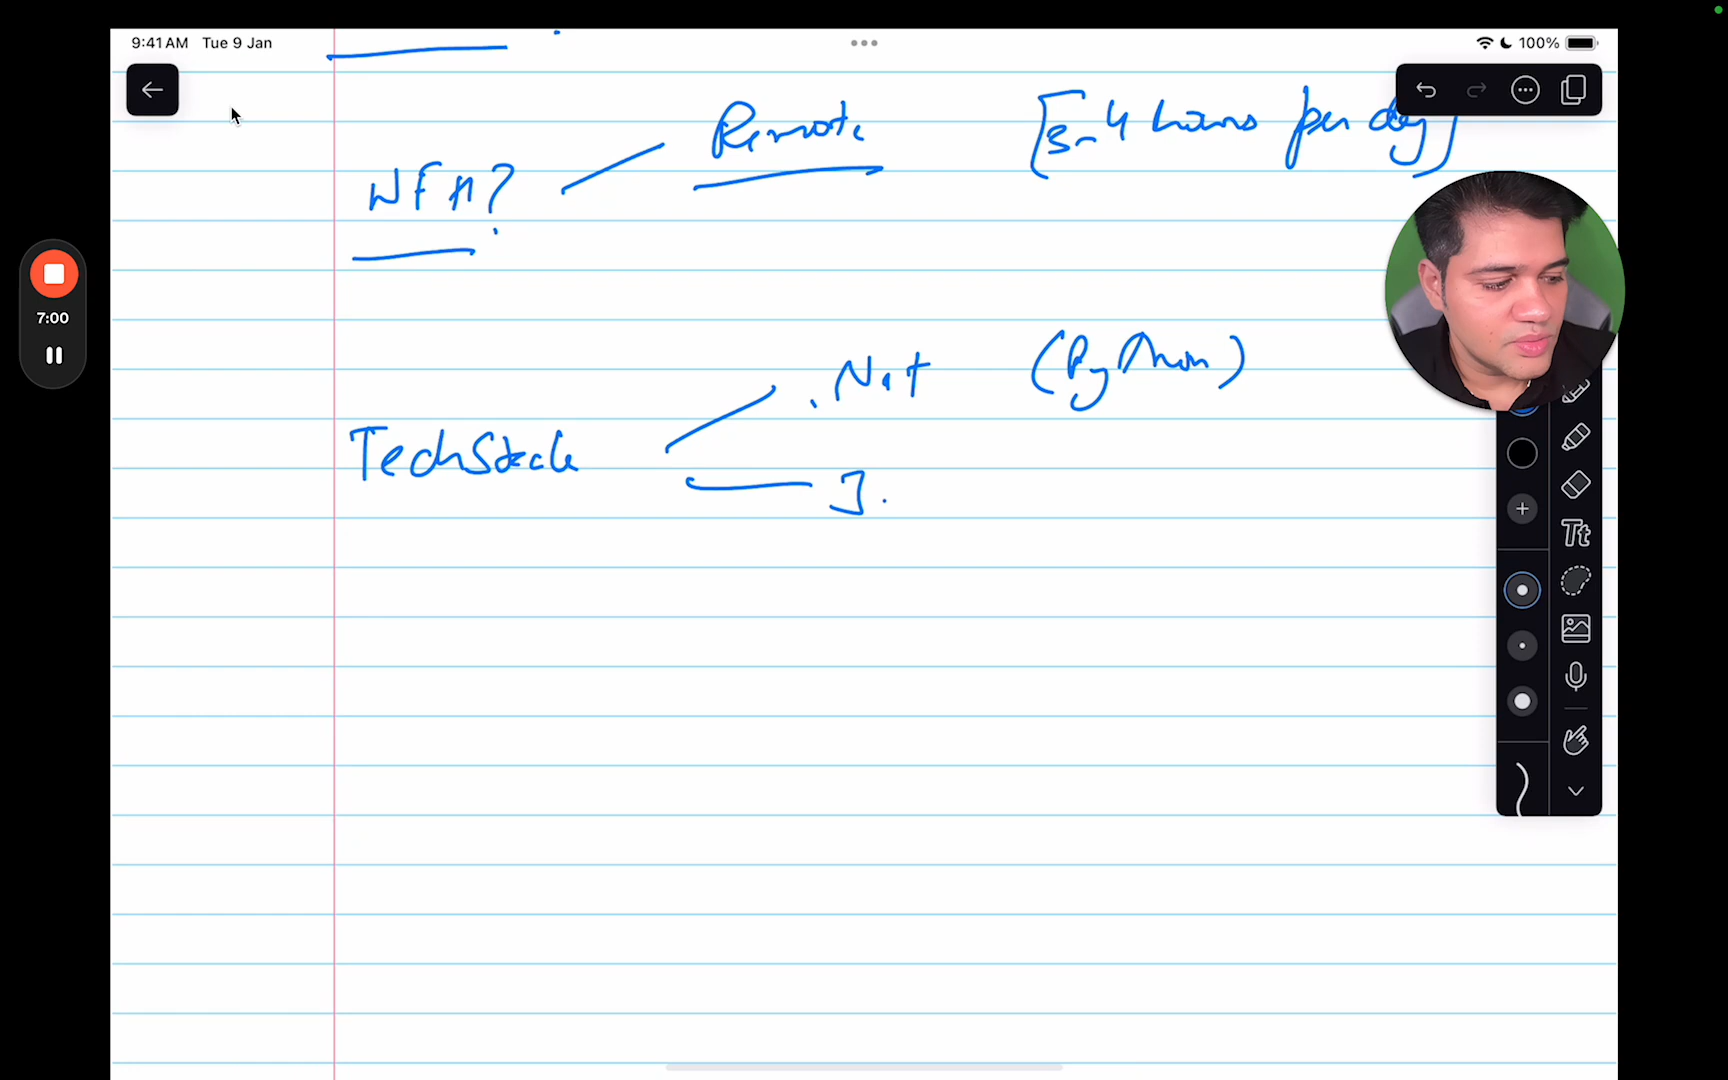 9:41 AM Tue 9 Jan 100%
Remote [3-4 hours per day]
WFH?
7:00
.Net (Python)
TechStack
J.
Tt